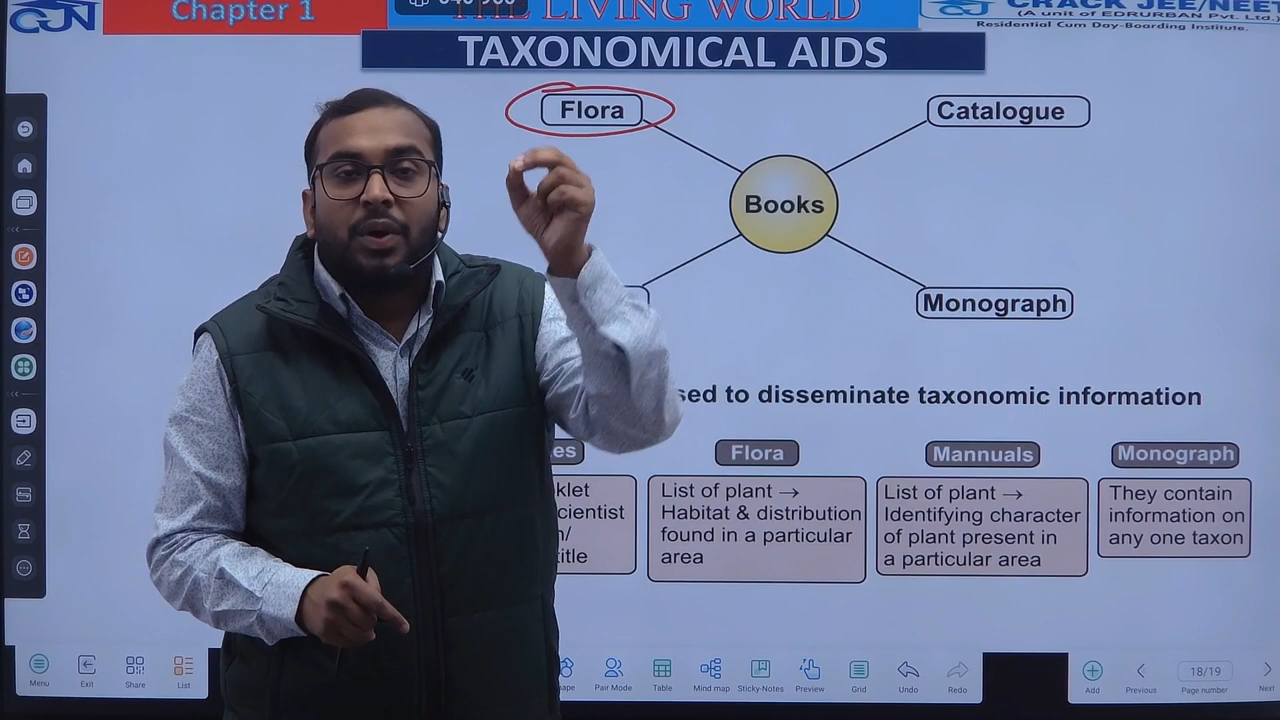 Chapter 1
THE LIVING WORLD
CRACK JEE/NEET
(A unit of EDRURBAN Pvt. Ltd.)
Residential Cum Day-Boarding Institute.
TAXONOMICAL AIDS
Flora
Catalogue
Books
Monograph
sed to disseminate taxonomic information
es
Flora
Mannuals
Monograph
klet
cientist
n/
title
List of plant →
Habitat & distribution
found in a particular
area
List of plant →
Identifying character
of plant present in
a particular area
They contain
information on
any one taxon
Menu
Exit
Share
List
ape
Pair Mode
Table
Mind map
Sticky-Notes
Preview
Grid
Undo
Redo
Add
Previous
18/19
Page number
Next